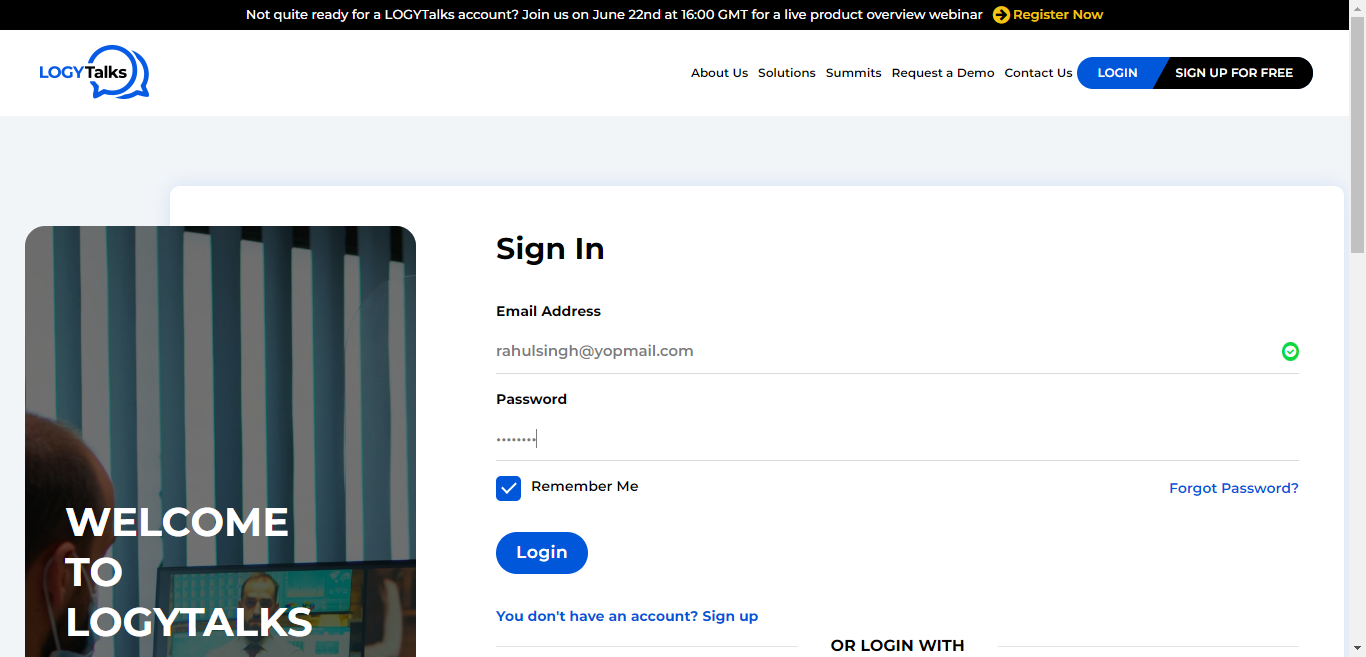 Not quite ready for a LOGYTalks account? Join us on June 22nd at 16:00 GMT for a live product overview webinar Register Now
LOGYTalks
About Us Solutions Summits Request a Demo Contact Us LOGIN SIGN UP FOR FREE
Sign In
Email Address
rahulsingh@yopmail.com
Password
••••••••
Remember Me
Forgot Password?
Login
You don't have an account? Sign up
OR LOGIN WITH
WELCOME
TO
LOGYTALKS